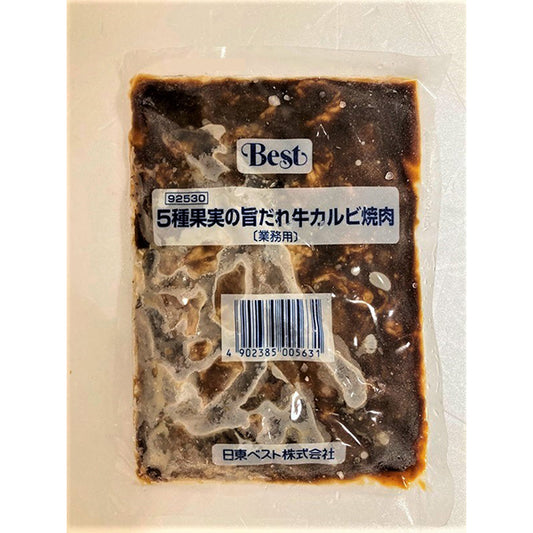 Best
92530
5種果実の旨だれ牛カルビ焼肉
〔業務用〕
4 902385 005631
日東ベスト株式会社